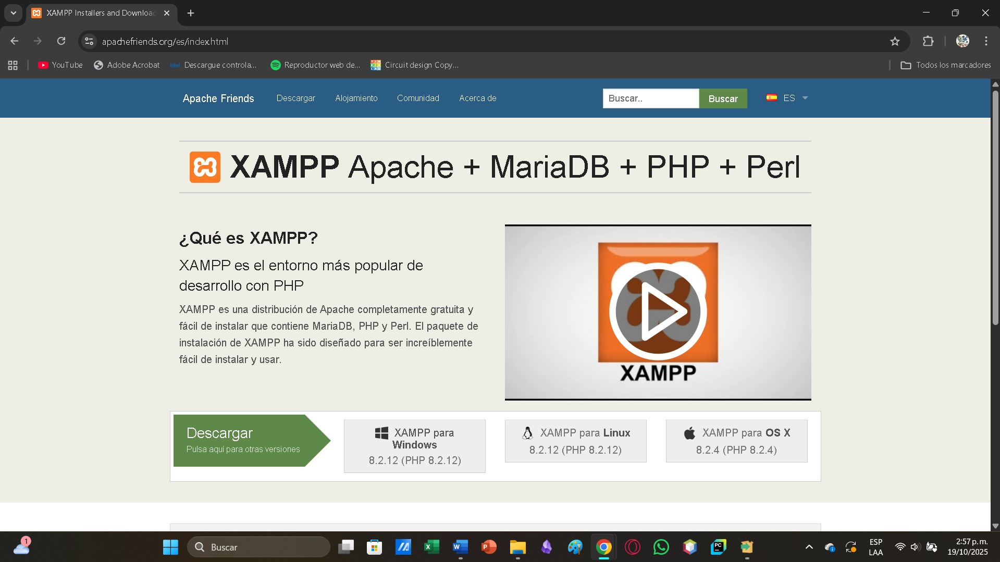 XAMPP Installers and Downloa
apachefriends.org/es/index.html
YouTube
Adobe Acrobat
intel
Descargue controla...
Reproductor web de...
Circuit design Copy...
Todos los marcadores
Apache Friends
Descargar
Alojamiento
Comunidad
Acerca de
Buscar..
Buscar
ES
XAMPP Apache + MariaDB + PHP + Perl
¿Qué es XAMPP?
XAMPP es el entorno más popular de
desarrollo con PHP
XAMPP es una distribución de Apache completamente gratuita y
fácil de instalar que contiene MariaDB, PHP y Perl. El paquete de
instalación de XAMPP ha sido diseñado para ser increíblemente
fácil de instalar y usar.
XAMPP
Descargar
Pulsa aquí para otras versiones
XAMPP para
Windows
8.2.12 (PHP 8.2.12)
XAMPP para Linux
8.2.12 (PHP 8.2.12)
XAMPP para OS X
8.2.4 (PHP 8.2.4)
1
Buscar
ESP
LAA
2:57 p. m.
19/10/2025